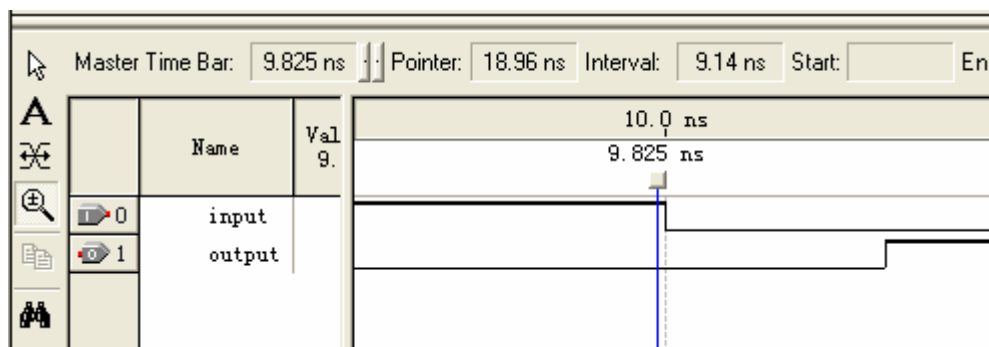 Master Time Bar: 9.825 ns Pointer: 18.96 ns Interval: 9.14 ns Start: En
A
Name Val 9. 10.0 ns
9.825 ns
0 input
1 output